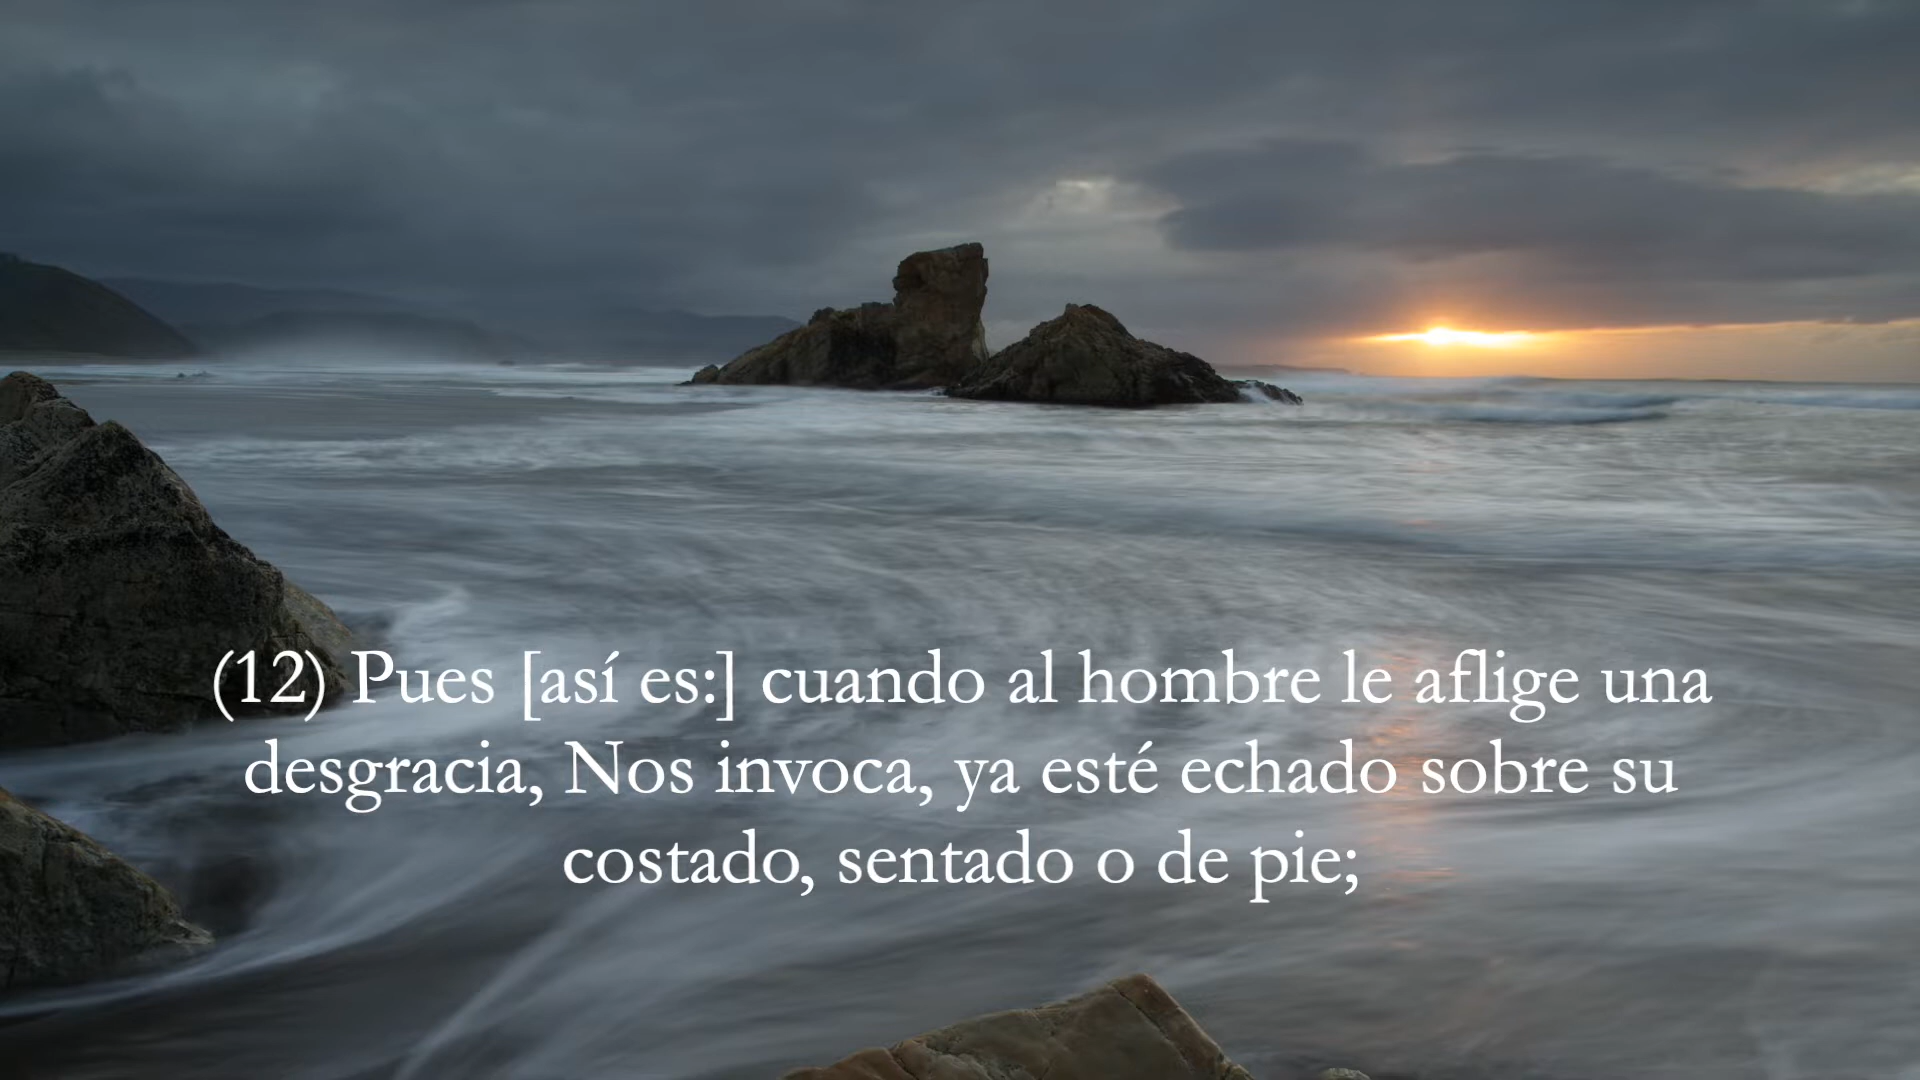 (12) Pues [así es:] cuando al hombre le aflige una
desgracia, Nos invoca, ya esté echado sobre su
costado, sentado o de pie;